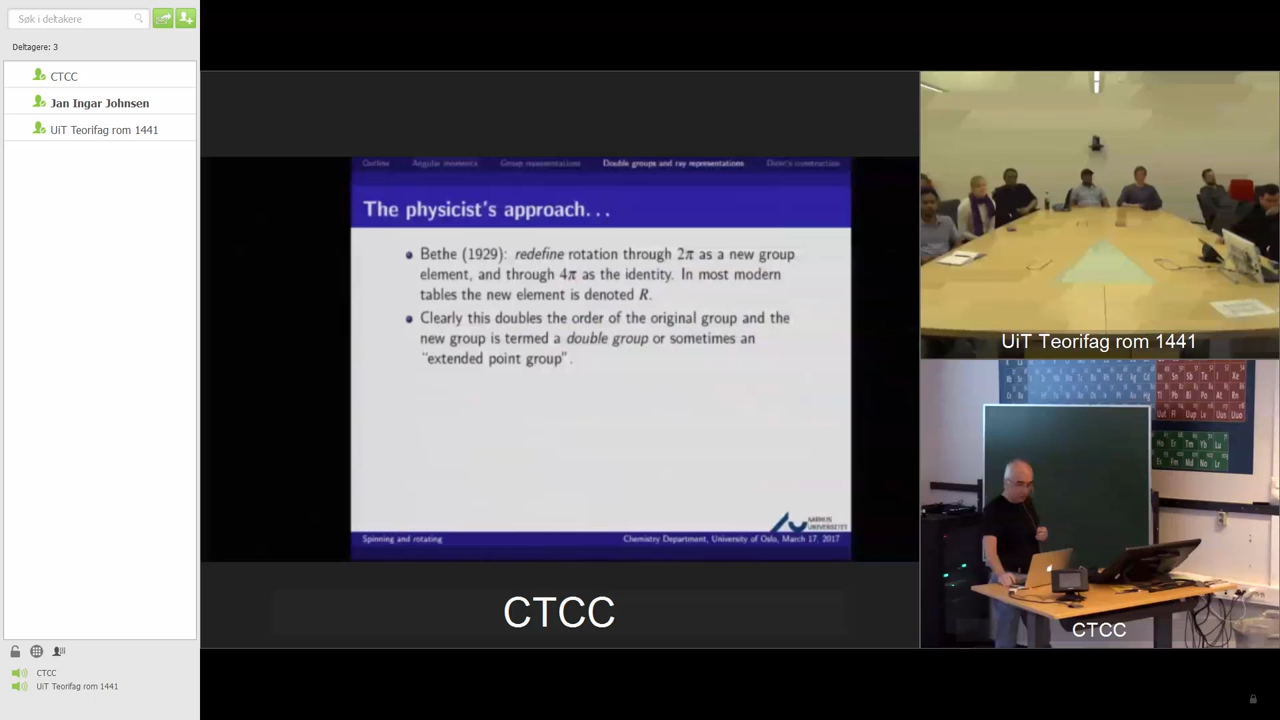 Søk i deltakere
Deltagere: 3
CTCC
Jan Ingar Johnsen
UiT Teorifag rom 1441
CTCC
UiT Teorifag rom 1441
Outline Angular momenta Group representations Double groups and ray representations Dirac's construction
The physicist's approach...
Bethe (1929): redefine rotation through 2π as a new group
element, and through 4π as the identity. In most modern
tables the new element is denoted R.
Clearly this doubles the order of the original group and the
new group is termed a double group or sometimes an
"extended point group".
AARHUS
UNIVERSITET
Spinning and rotating Chemistry Department, University of Oslo, March 17, 2017
CTCC
UiT Teorifag rom 1441
CTCC